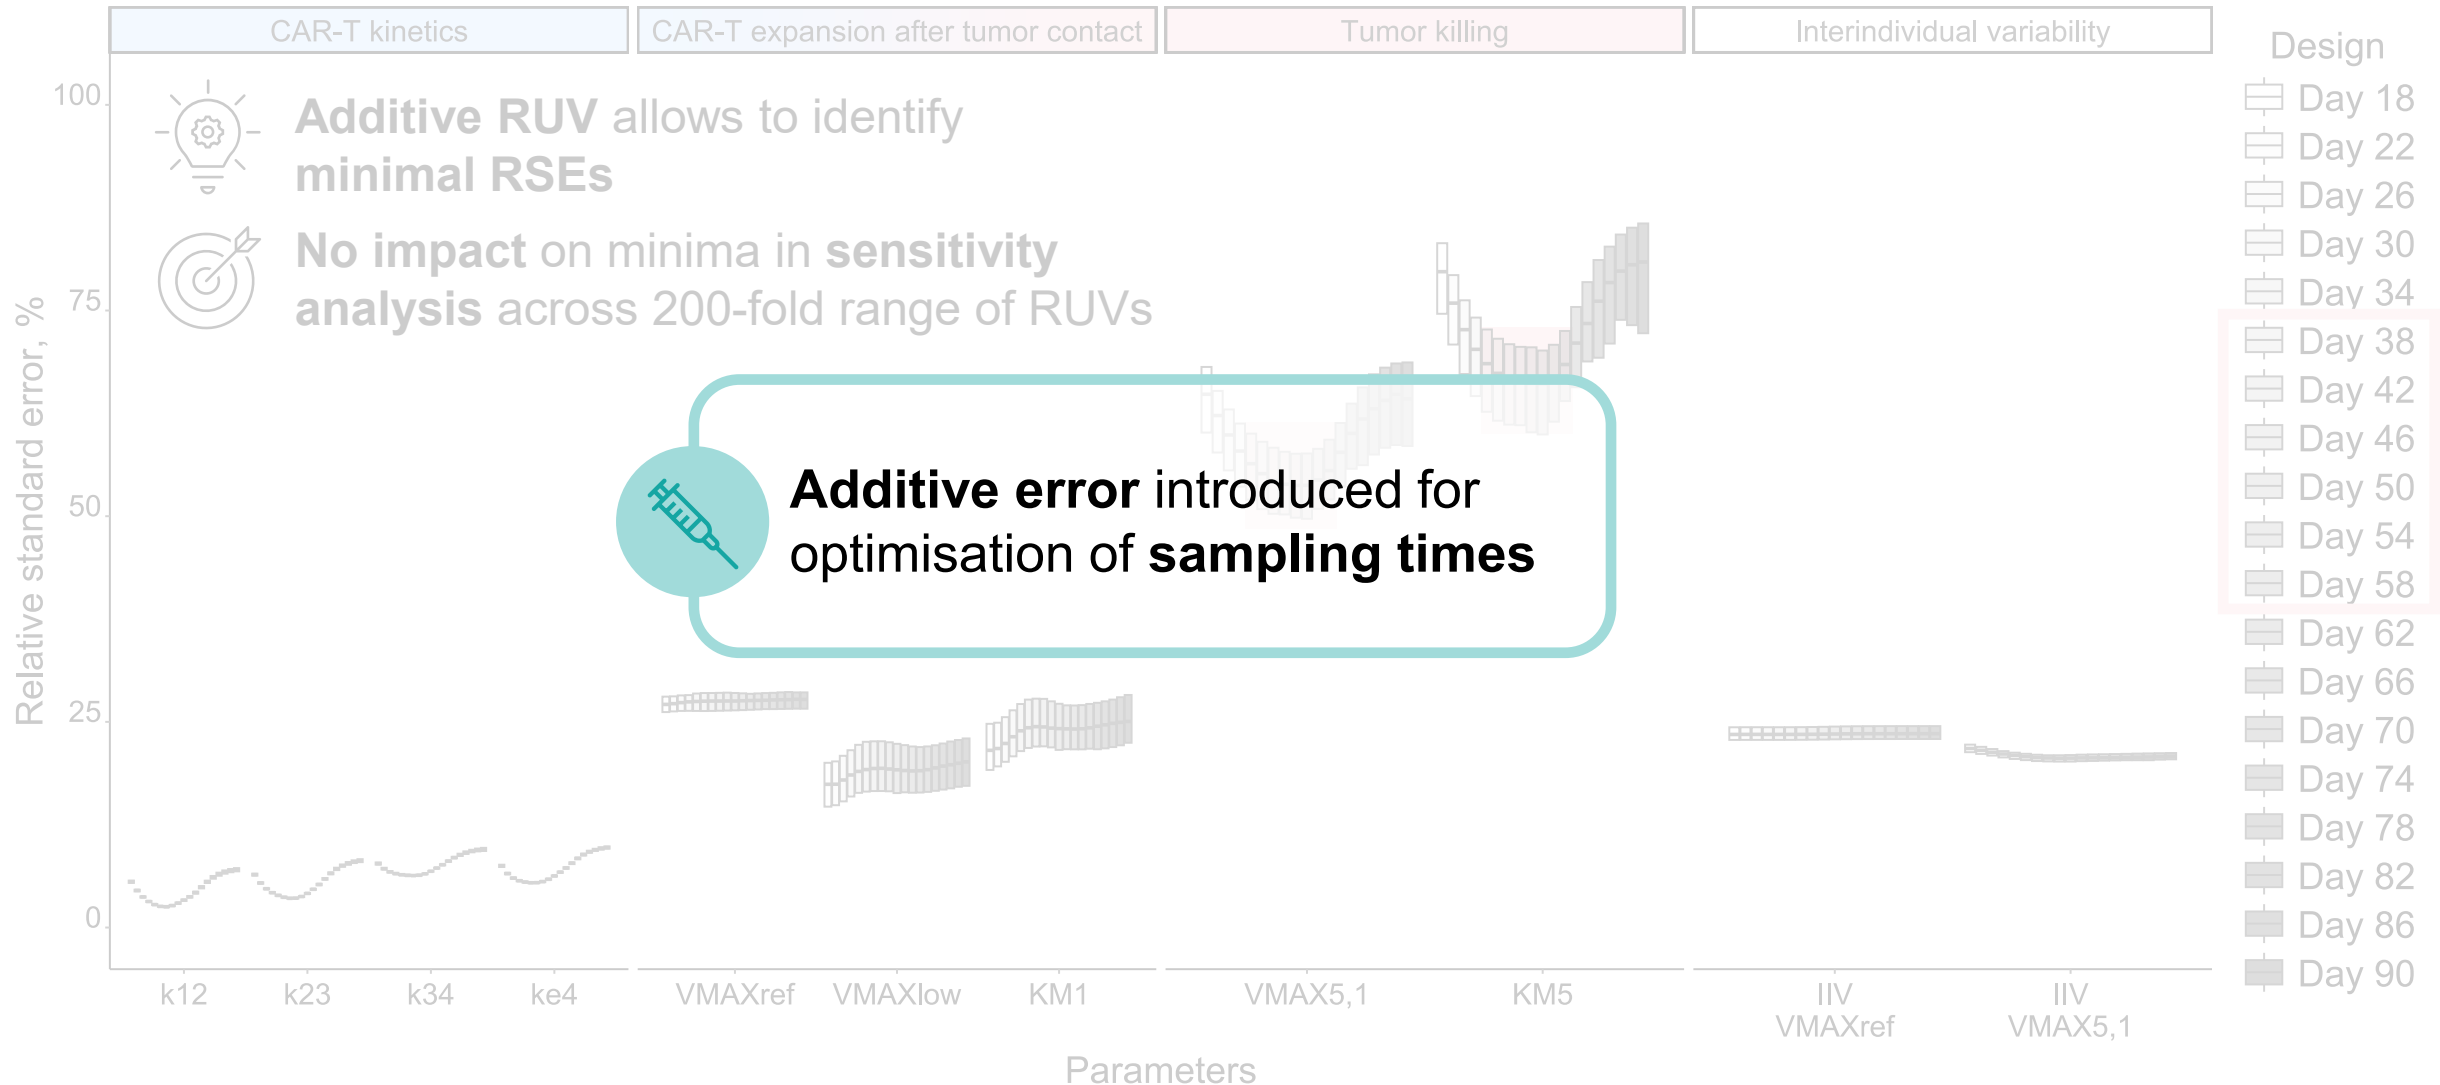 CAR-T kinetics
CAR-T expansion after tumor contact
Tumor killing
Interindividual variability
Additive RUV allows to identify
minimal RSEs
No impact on minima in sensitivity
analysis across 200-fold range of RUVs
Additive error introduced for
optimisation of sampling times
Relative standard error, %
100
75
50
25
0
k12
k23
k34
ke4
VMAXref
VMAXlow
KM1
VMAX5,1
KM5
IIV
VMAXref
IIV
VMAX5,1
Parameters
Design
Day 18
Day 22
Day 26
Day 30
Day 34
Day 38
Day 42
Day 46
Day 50
Day 54
Day 58
Day 62
Day 66
Day 70
Day 74
Day 78
Day 82
Day 86
Day 90